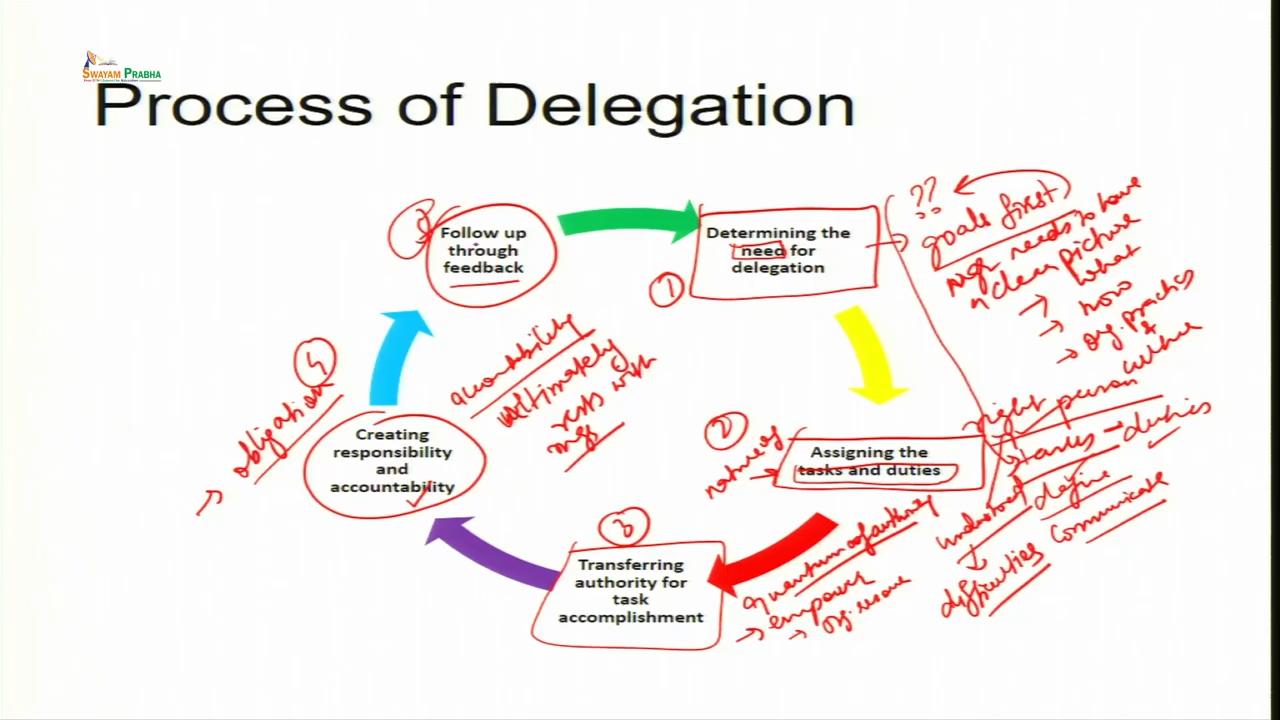 SWAYAM PRABHA
Process of Delegation
Follow up
through
feedback
Determining the
need for
delegation
1
??
goals first
mgr needs to have
a clear picture
→ what
→ how
→ org. practices
&
culture
2
Assigning the
tasks and duties
nature of
→
right person
tasks - duties
understood define
communicate
↓
difficulties
3
Transferring
authority for
task
accomplishment
quantum of authority
→ empower
→ org.
4
Creating
responsibility
and
accountability
→ obligation
accountability
ultimately
rests with
mgr